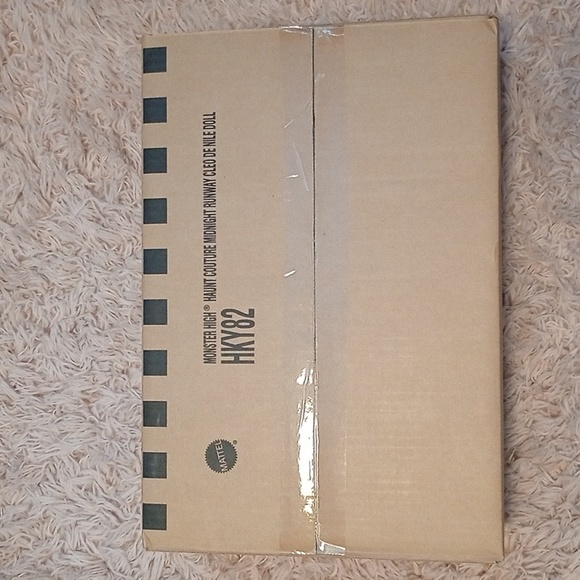 MONSTER HIGH® HAUNT COUTURE MIDNIGHT RUNWAY CLEO DE NILE DOLL
HKY82
MATTEL®